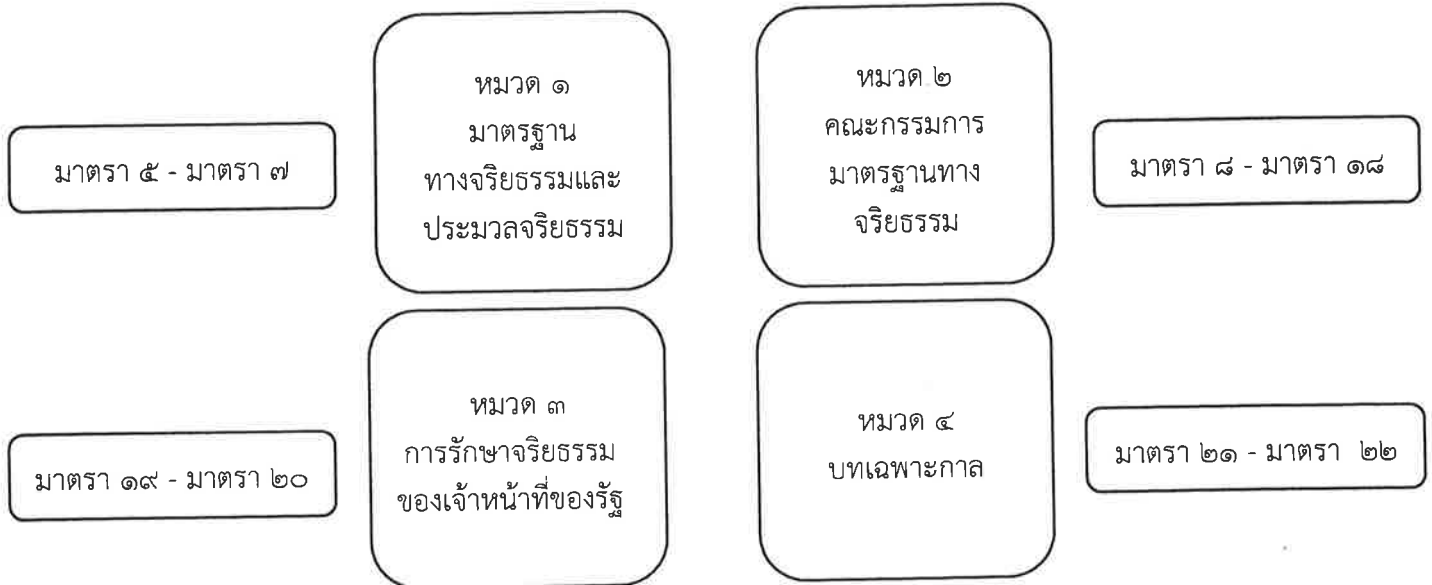 มาตรา ๕ - มาตรา ๗
หมวด ๑
มาตรฐาน
ทางจริยธรรมและ
ประมวลจริยธรรม
หมวด ๒
คณะกรรมการ
มาตรฐานทาง
จริยธรรม
มาตรา ๘ - มาตรา ๑๘
มาตรา ๑๙ - มาตรา ๒๐
หมวด ๓
การรักษาจริยธรรม
ของเจ้าหน้าที่ของรัฐ
หมวด ๔
บทเฉพาะกาล
มาตรา ๒๑ - มาตรา ๒๒